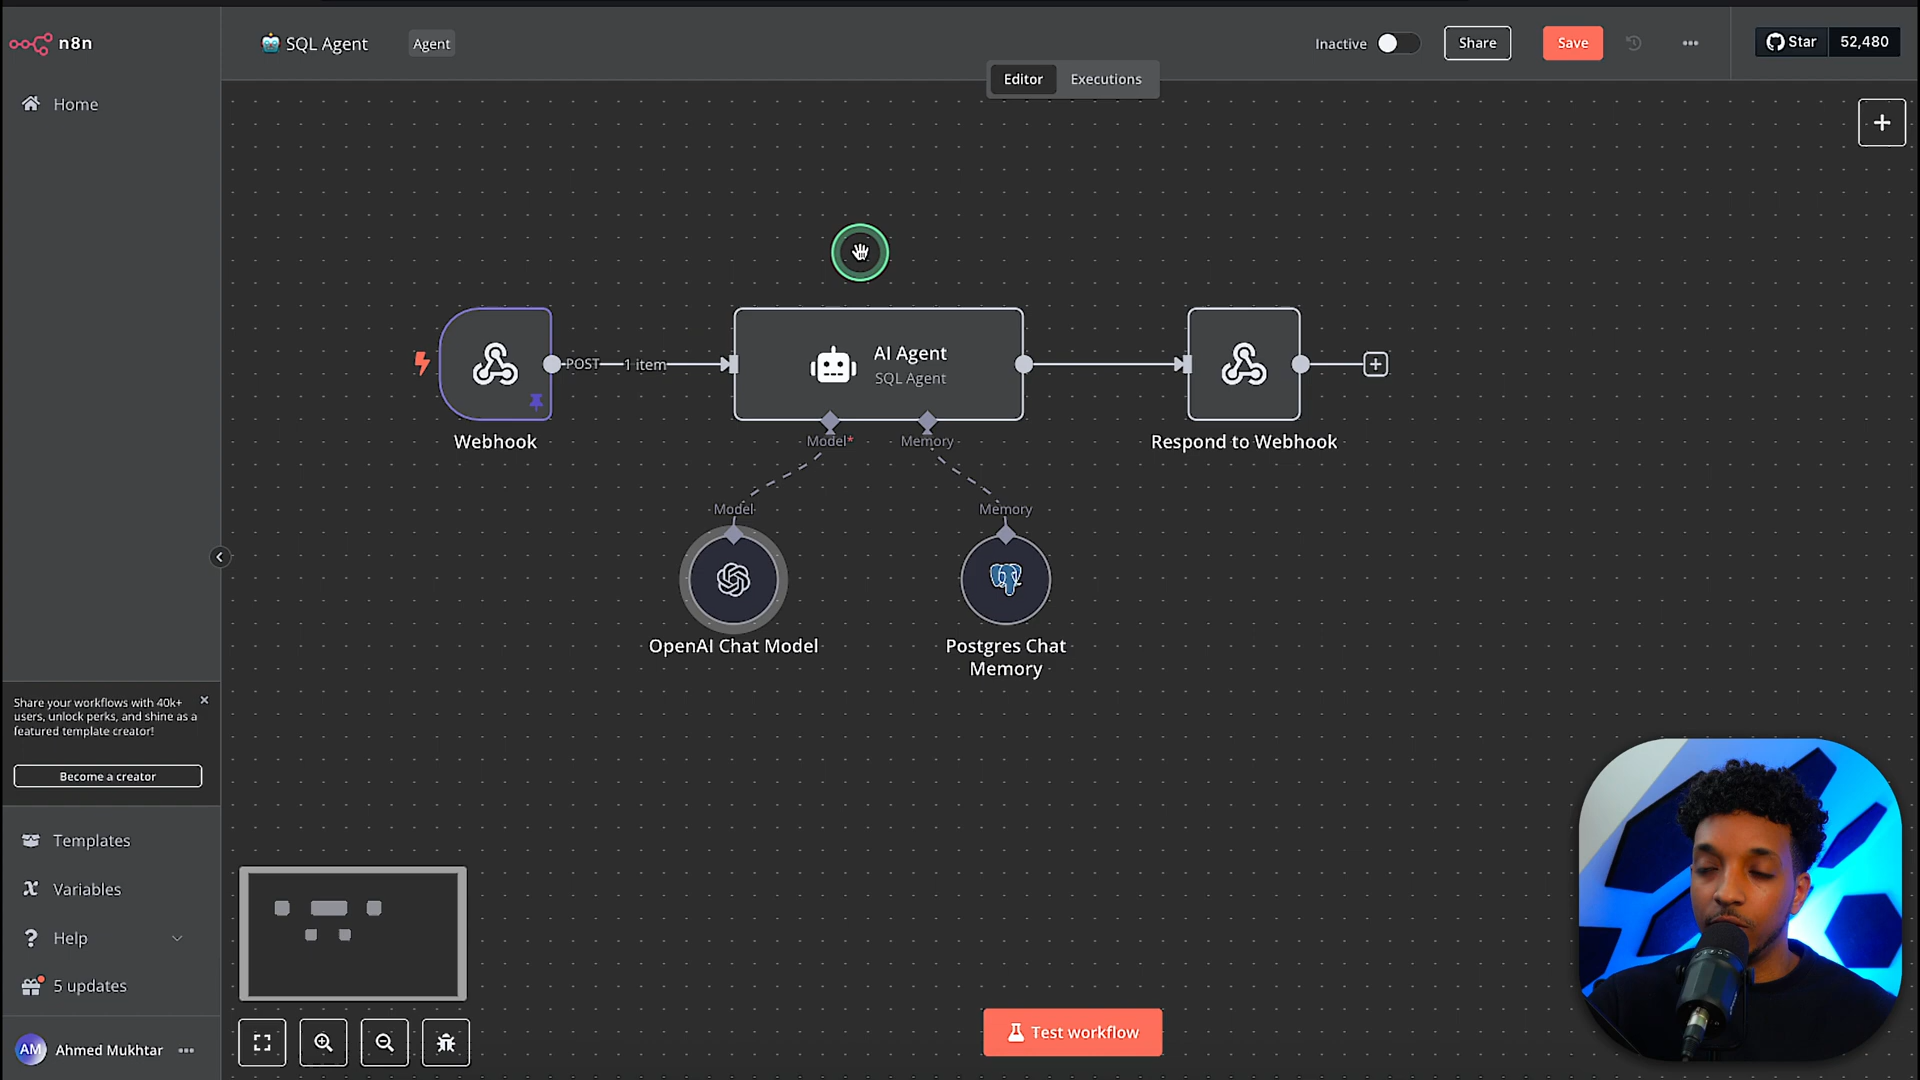 n8n
SQL Agent
Agent
Inactive
Share
Save
Star
52,480
Editor
Executions
Home
POST
1 item
AI Agent
SQL Agent
Webhook
Model*
Memory
Respond to Webhook
Model
Memory
OpenAI Chat Model
Postgres Chat
Memory
Share your workflows with 40k+
users, unlock perks, and shine as a
featured template creator!
Become a creator
Templates
Variables
Help
5 updates
AM
Ahmed Mukhtar
Test workflow